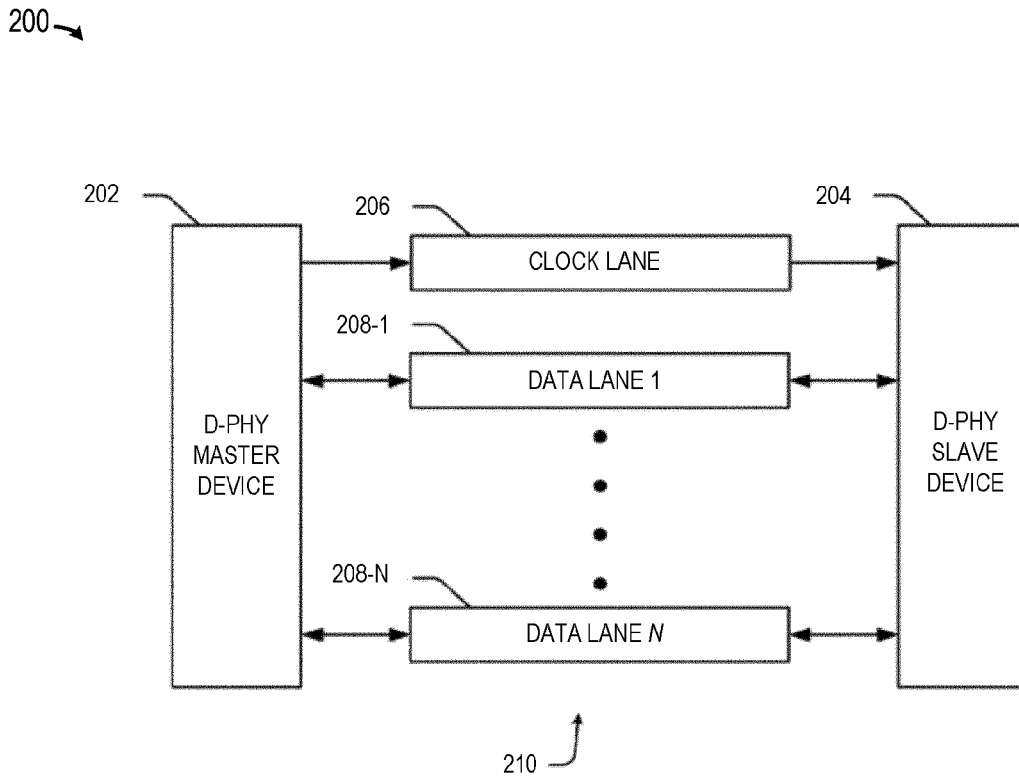 200
202
206
204
CLOCK LANE
208-1
DATA LANE 1
D-PHY
MASTER
DEVICE
D-PHY
SLAVE
DEVICE
208-N
DATA LANE N
210